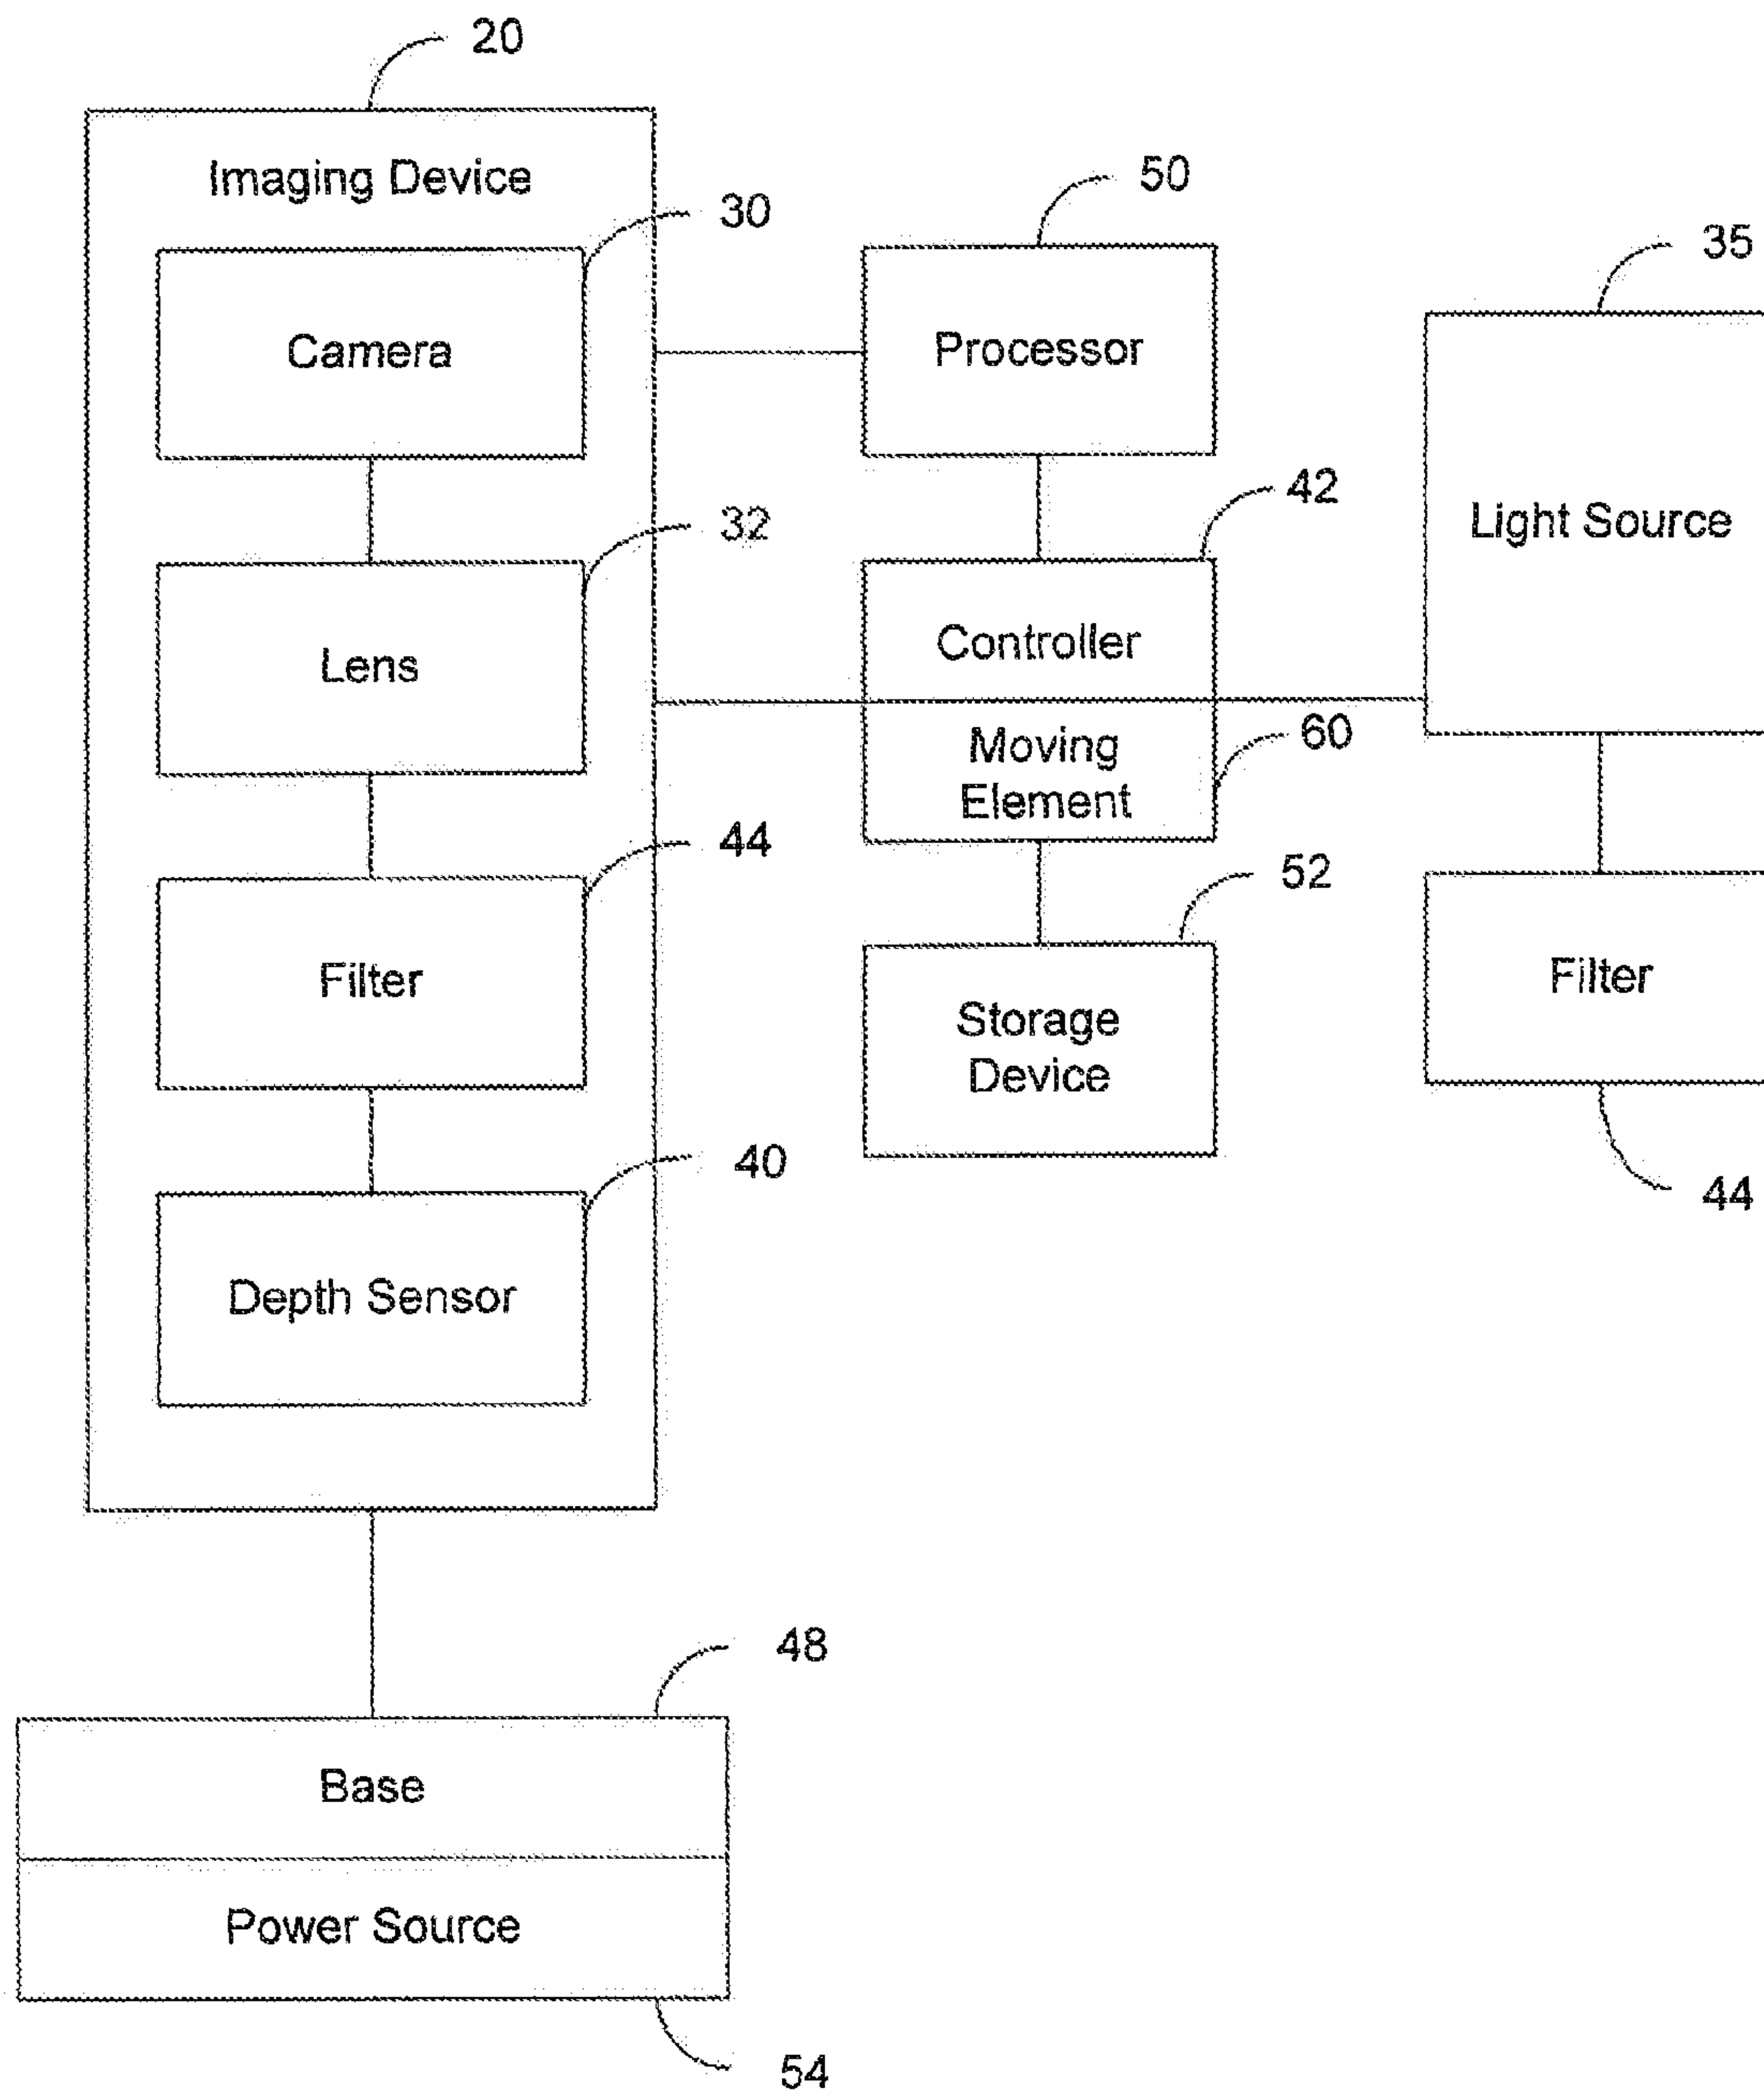 20
Imaging Device
30
Camera
32
Lens
44
Filter
40
Depth Sensor
50
Processor
42
Controller
Moving
Element
60
52
Storage
Device
35
Light Source
Filter
44
48
Base
Power Source
54